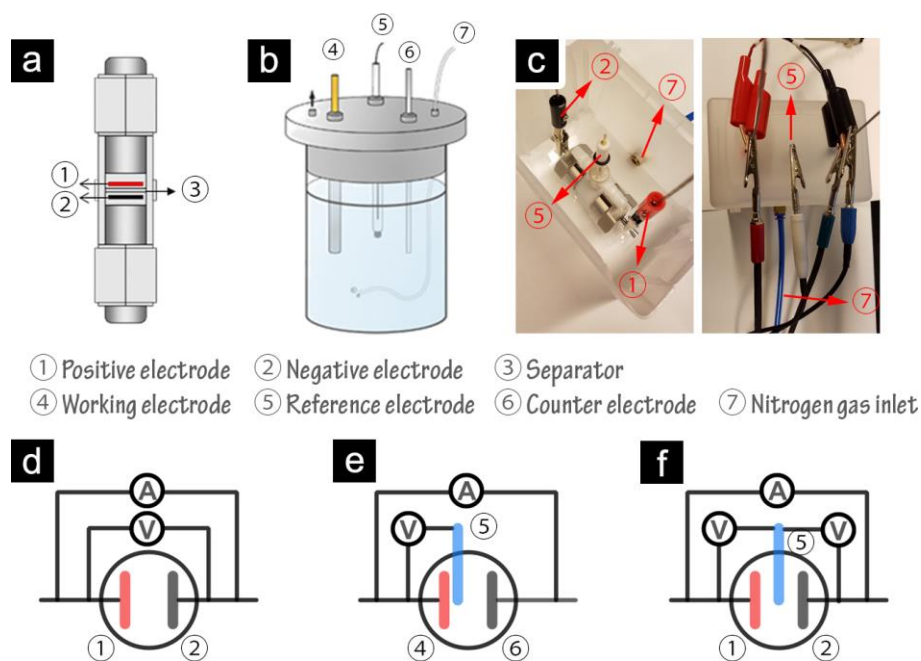 a
b
c
④
⑤
⑥
⑦
②
⑦
⑤
①
⑤
⑦
①
②
③
① Positive electrode ② Negative electrode ③ Separator
④ Working electrode ⑤ Reference electrode ⑥ Counter electrode ⑦ Nitrogen gas inlet
d
e
f
A
V
①
②
A
V
⑤
④
⑥
A
V
V
⑤
①
②